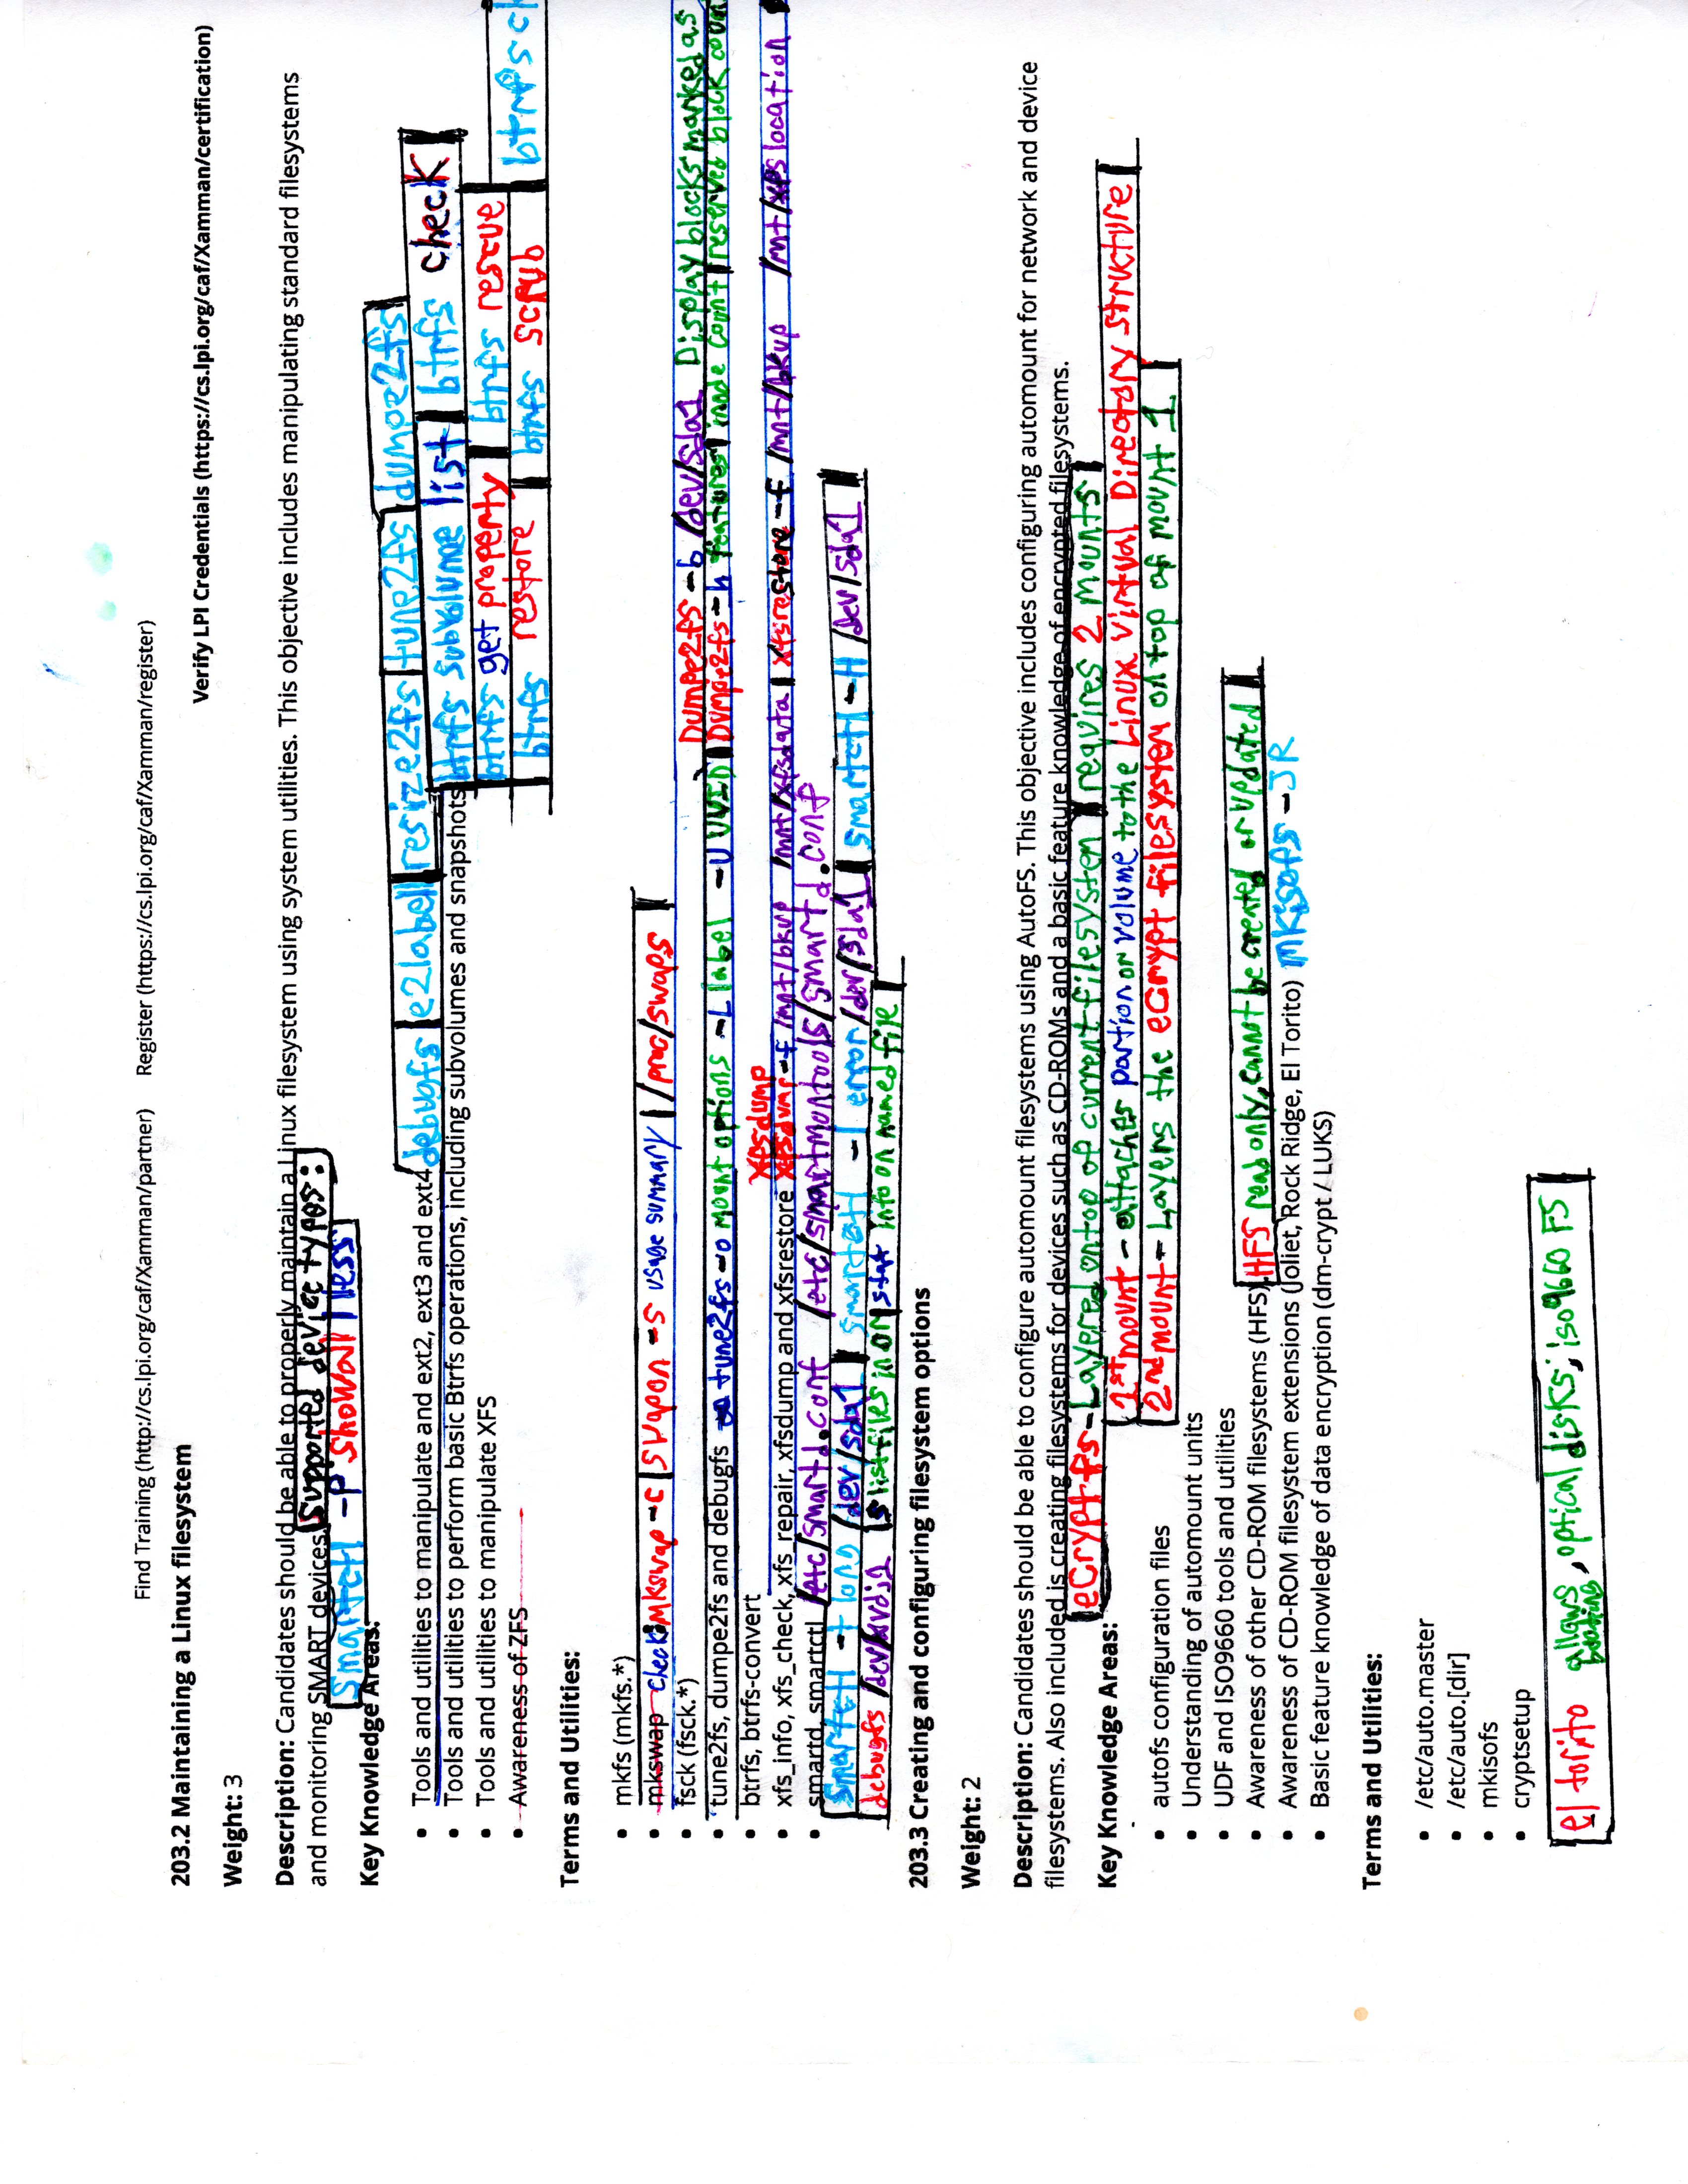 Find Training (http://cs.lpi.org/caf/Xamman/partner) Register (https://cs.lpi.org/caf/Xamman/register)
Verify LPI Credentials (https://cs.lpi.org/caf/Xamman/certification)
203.2 Maintaining a Linux filesystem
Weight: 3
Description: Candidates should be able to properly maintain a Linux filesystem using system utilities. This objective includes manipulating standard filesystems
and monitoring SMART devices. Supported device types:
smartctl -P showall | less
Key Knowledge Areas:
debugfs | e2label | resize2fs | tune2fs | dumpe2fs
• Tools and utilities to manipulate and ext2, ext3 and ext4
btrfs subvolume list | btrfs check
• Tools and utilities to perform basic Btrfs operations, including subvolumes and snapshots
btrfs get property | btrfs rescue
• Tools and utilities to manipulate XFS
btrfs restore | btrfs scrub
• Awareness of ZFS
Terms and Utilities:
• mkfs (mkfs.*)
• mkswap check: mkswap -c | swapon -s usage summary | /proc/swaps
• fsck (fsck.*) Dumpe2fs -b /dev/sda1 Display blocks marked as
• tune2fs, dumpe2fs and debugfs tune2fs -o mount options -L label -U UUID | Dumpe2fs -h features | inode count | reserved block coun
• btrfs, btrfs-convert xfsdump
• xfs_info, xfs_check, xfs_repair, xfsdump and xfsrestore xfsdump -f /mnt/bkup /mnt/xfsdata | xfsrestore -f /mnt/bkup /mnt/xfs location
• smartd, smartctl /etc/smartd.conf /etc/smartmontools/smartd.conf
smartctl -t long /dev/sda1 | smartctl -l error /dev/sda1 | smartctl -H /dev/sda1
debugfs /dev/xvdi1 ls list files in on | stat info on named file
203.3 Creating and configuring filesystem options
Weight: 2
Description: Candidates should be able to configure automount filesystems using AutoFS. This objective includes configuring automount for network and device
filesystems. Also included is creating filesystems for devices such as CD-ROMs and a basic feature knowledge of encrypted filesystems.
eCryptfs - Layered on top of current filesystem | requires 2 mounts
Key Knowledge Areas:
1st mount - attaches partion or volume to the Linux virtual Directory structure
2nd mount - Layers the eCrypt filesystem on top of mount 1
• autofs configuration files
• Understanding of automount units
• UDF and ISO9660 tools and utilities
• Awareness of other CD-ROM filesystems (HFS) HFS read only, cannot be created or updated
• Awareness of CD-ROM filesystem extensions (Joliet, Rock Ridge, El Torito) mkisofs -JR
• Basic feature knowledge of data encryption (dm-crypt / LUKS)
Terms and Utilities:
• /etc/auto.master
• /etc/auto.[dir]
• mkisofs
• cryptsetup
el torito allows booting, optical disks, iso9660 FS